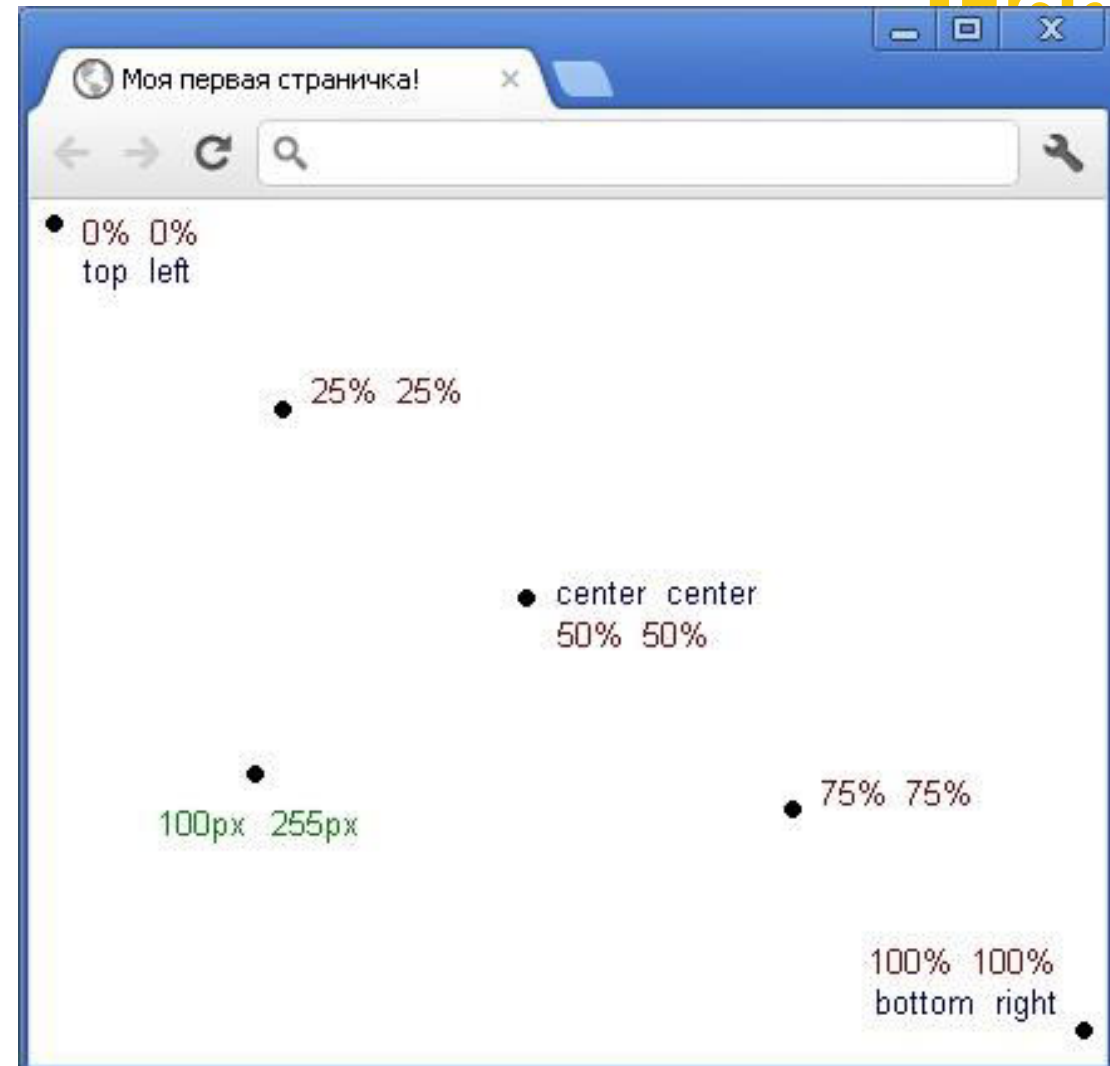 Моя первая страничка!
0% 0%
top left
25% 25%
center center
50% 50%
100px 255px
75% 75%
100% 100%
bottom right